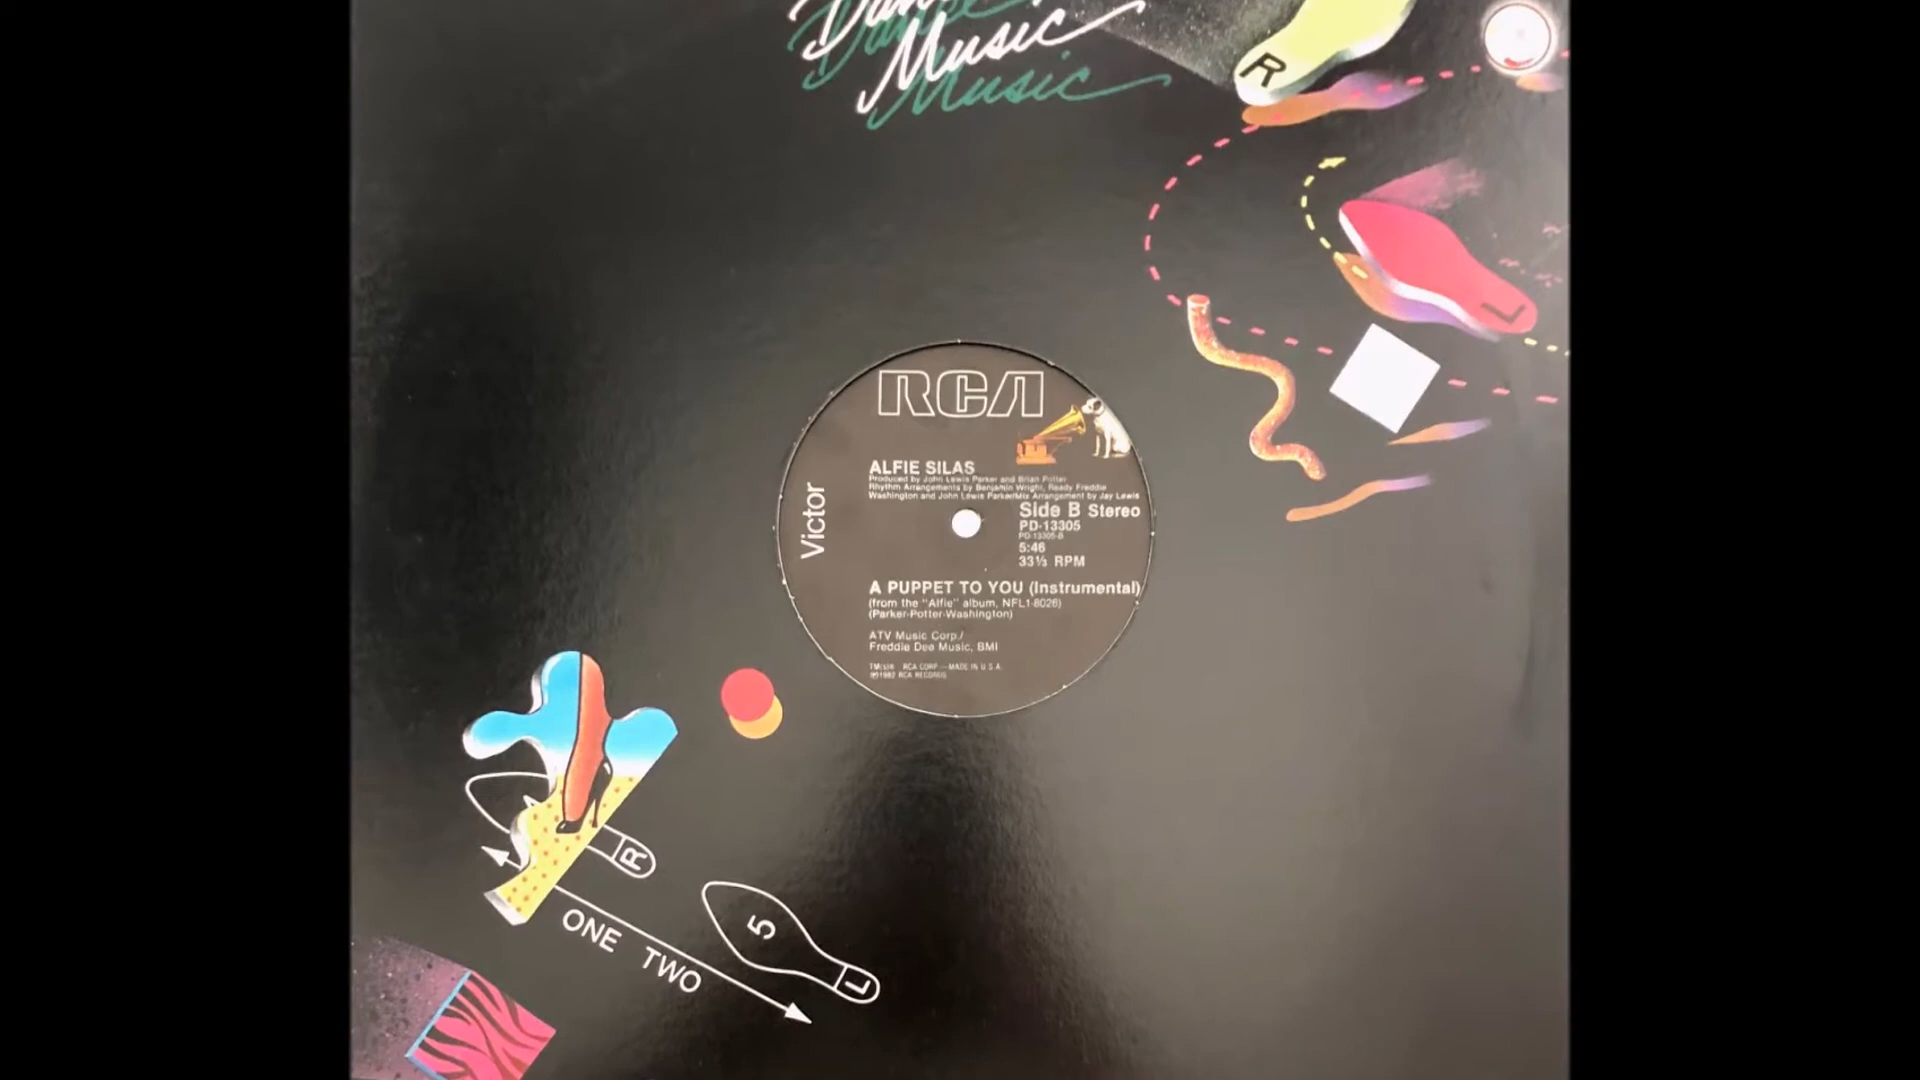 Music
Music
R
L
RCA
ALFIE SILAS
Produced by John Lewis Parker and Brian Potter
Rhythm Arrangements by Benjamin Wright, Ready Freddie
Washington and John Lewis Parker/Mix Arrangement by Jay Lewis
Victor
Side B Stereo
PD-13305
PD-13305-B
5:46
33⅓ RPM
A PUPPET TO YOU (Instrumental)
(from the "Alfie" album, NFL1-8026)
(Parker-Potter-Washington)
ATV Music Corp./
Freddie Dee Music, BMI
RCA CORP.—MADE IN U.S.A.
℗1982 RCA RECORDS
R
5
L
ONE TWO